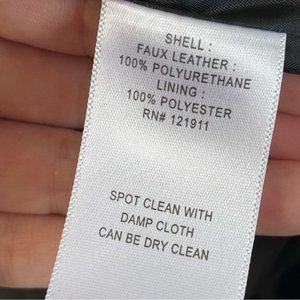 SHELL :
FAUX LEATHER :
100% POLYURETHANE
LINING :
100% POLYESTER
RN# 121911
SPOT CLEAN WITH
DAMP CLOTH
CAN BE DRY CLEAN